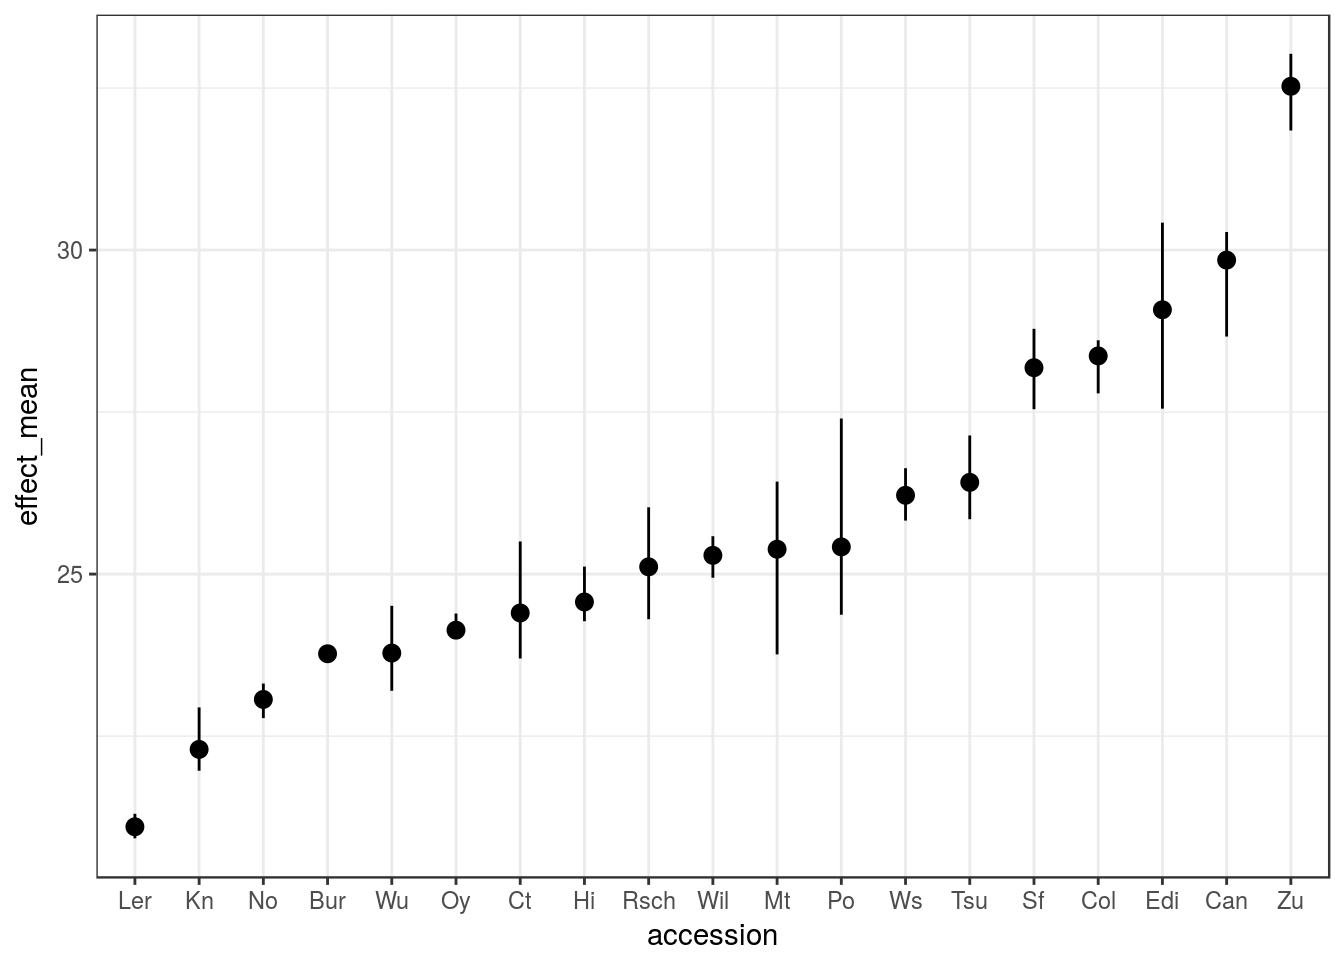 effect_mean
30
25
Ler Kn No Bur Wu Oy Ct Hi Rsch Wil Mt Po Ws Tsu Sf Col Edi Can Zu
accession